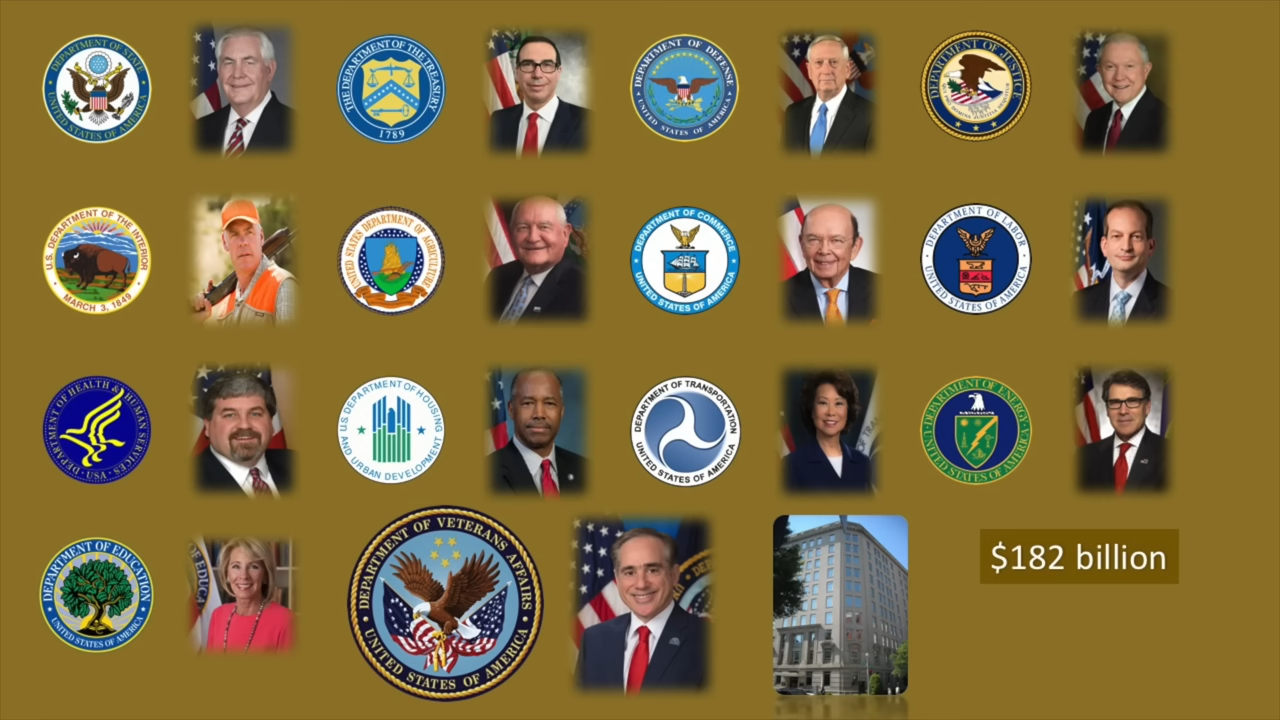 DEPARTMENT OF STATE
UNITED STATES OF AMERICA
THE DEPARTMENT OF THE TREASURY
1789
DEPARTMENT OF DEFENSE
UNITED STATES OF AMERICA
DEPARTMENT OF JUSTICE
U.S. DEPARTMENT OF THE INTERIOR
MARCH 3, 1849
UNITED STATES DEPARTMENT OF AGRICULTURE
DEPARTMENT OF COMMERCE
UNITED STATES OF AMERICA
DEPARTMENT OF LABOR
UNITED STATES OF AMERICA
DEPARTMENT OF HEALTH & HUMAN SERVICES · USA
U.S. DEPARTMENT OF HOUSING
AND URBAN DEVELOPMENT
DEPARTMENT OF TRANSPORTATION
UNITED STATES OF AMERICA
DEPARTMENT OF ENERGY
UNITED STATES OF AMERICA
DEPARTMENT OF EDUCATION
UNITED STATES OF AMERICA
DEPARTMENT OF VETERANS AFFAIRS
UNITED STATES OF AMERICA
$182 billion